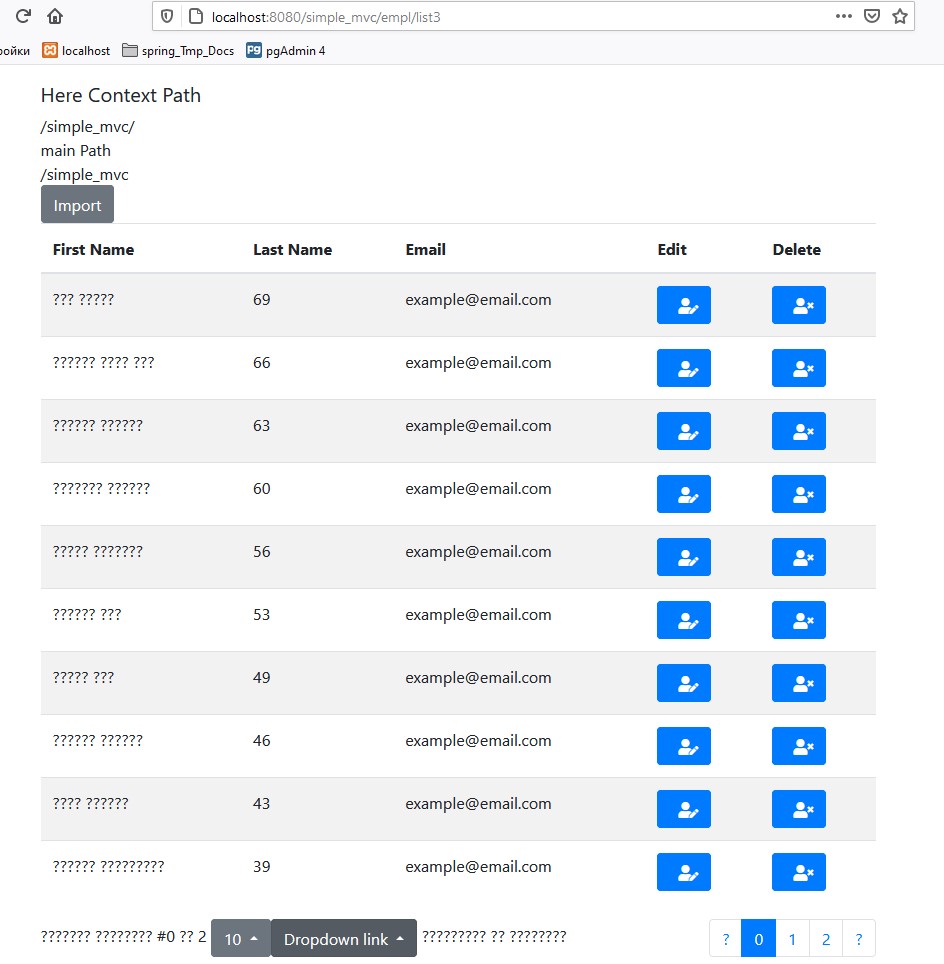 localhost:8080/simple_mvc/empl/list3
ройки localhost spring_Tmp_Docs pgAdmin 4
Here Context Path
/simple_mvc/
main Path
/simple_mvc
Import
First Name Last Name Email Edit Delete
??? ????? 69 example@email.com
?????? ???? ??? 66 example@email.com
?????? ?????? 63 example@email.com
??????? ?????? 60 example@email.com
????? ??????? 56 example@email.com
?????? ??? 53 example@email.com
????? ??? 49 example@email.com
?????? ?????? 46 example@email.com
???? ?????? 43 example@email.com
?????? ????????? 39 example@email.com
??????? ???????? #0 ?? 2 10 Dropdown link ????????? ?? ???????? ? 0 1 2 ?